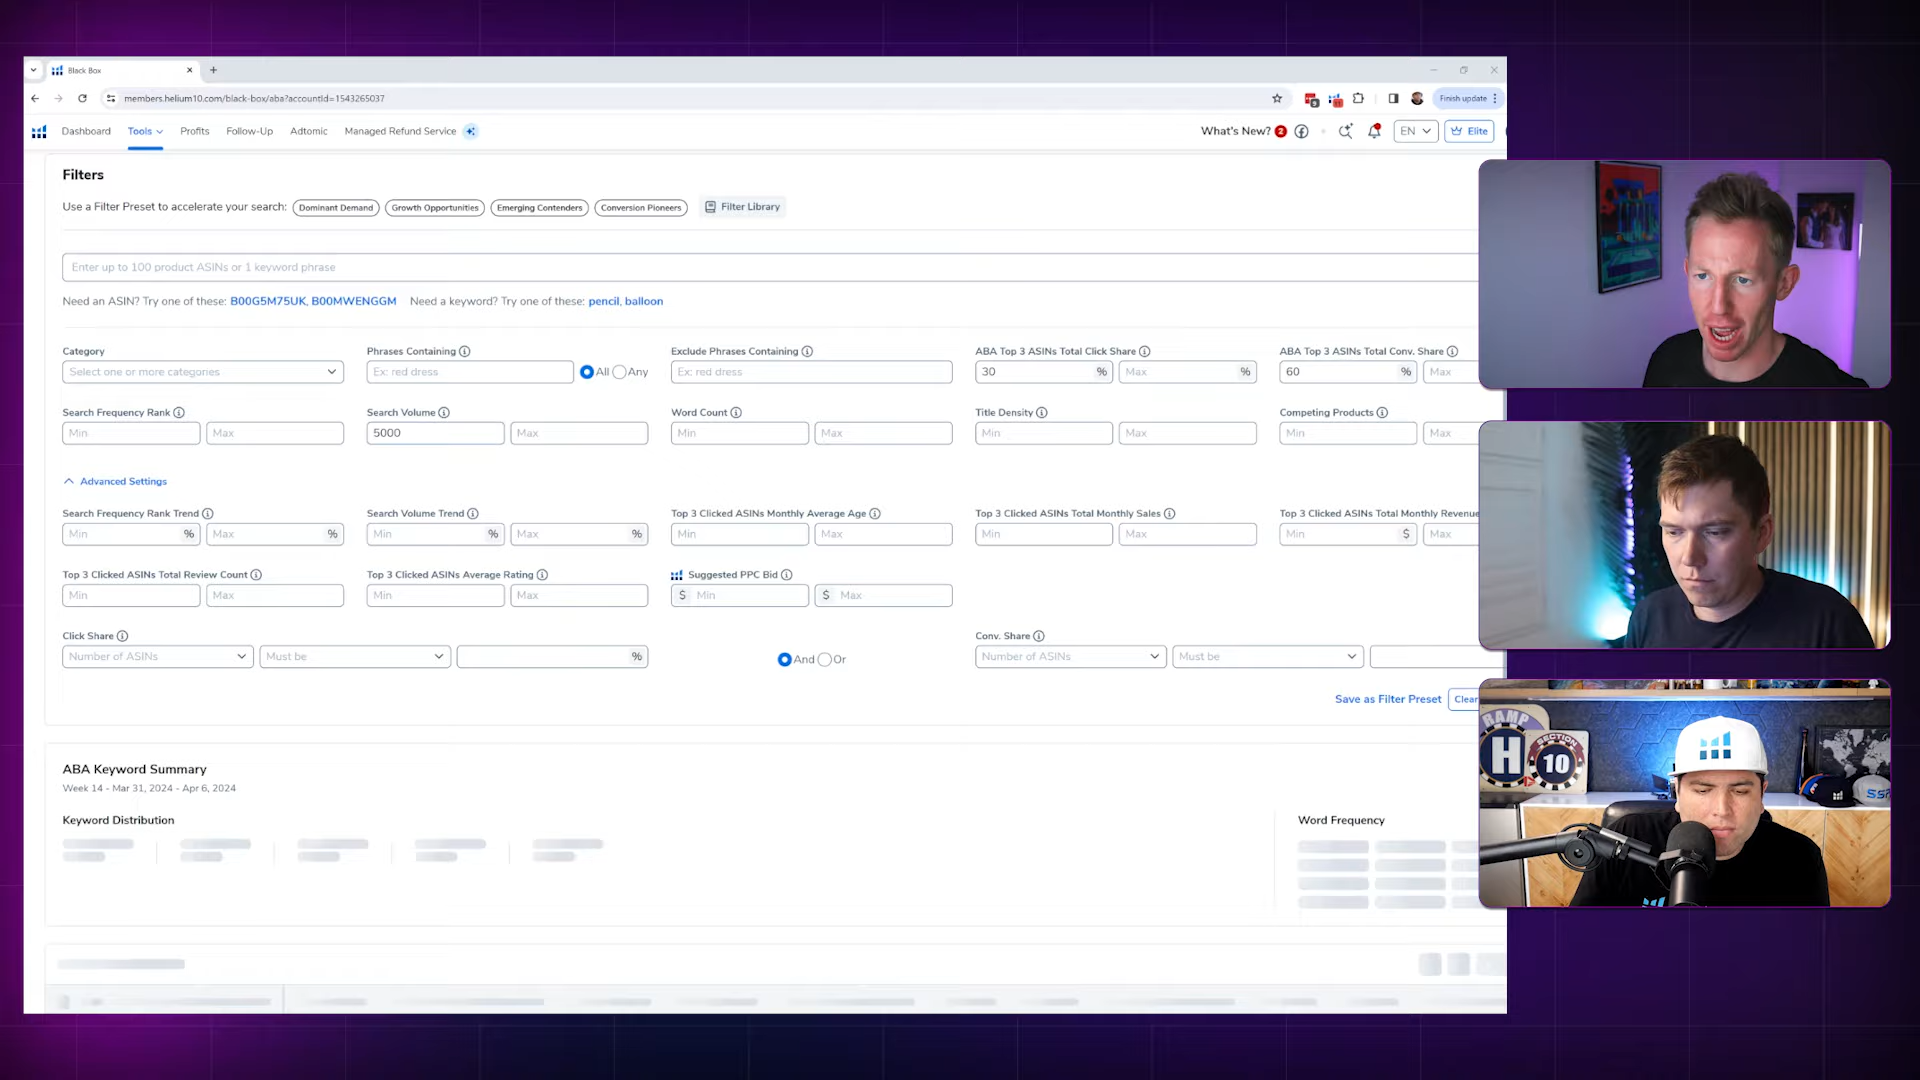 Black Box
members.helium10.com/black-box/aba?accountId=1543265037
Finish update
Dashboard Tools Profits Follow-Up Adtomic Managed Refund Service What's New? 2 EN Elite
Filters
Use a Filter Preset to accelerate your search: Dominant Demand Growth Opportunities Emerging Contenders Conversion Pioneers Filter Library
Enter up to 100 product ASINs or 1 keyword phrase
Need an ASIN? Try one of these: B00G5M75UK, B00MWENGGM Need a keyword? Try one of these: pencil, balloon
Category Phrases Containing Exclude Phrases Containing ABA Top 3 ASINs Total Click Share ABA Top 3 ASINs Total Conv. Share
Select one or more categories Ex: red dress All Any Ex: red dress 30 % Max % 60 % Max
Search Frequency Rank Search Volume Word Count Title Density Competing Products
Min Max 5000 Max Min Max Min Max Min Max
Advanced Settings
Search Frequency Rank Trend Search Volume Trend Top 3 Clicked ASINs Monthly Average Age Top 3 Clicked ASINs Total Monthly Sales Top 3 Clicked ASINs Total Monthly Revenue
Min % Max % Min % Max % Min Max Min Max Min $ Max
Top 3 Clicked ASINs Total Review Count Top 3 Clicked ASINs Average Rating Suggested PPC Bid
Min Max Min Max $ Min $ Max
Click Share Conv. Share
Number of ASINs Must be % And Or Number of ASINs Must be
Save as Filter Preset Clear
ABA Keyword Summary
Week 14 - Mar 31, 2024 - Apr 6, 2024
Keyword Distribution Word Frequency
RAMP
H
SECTION
10